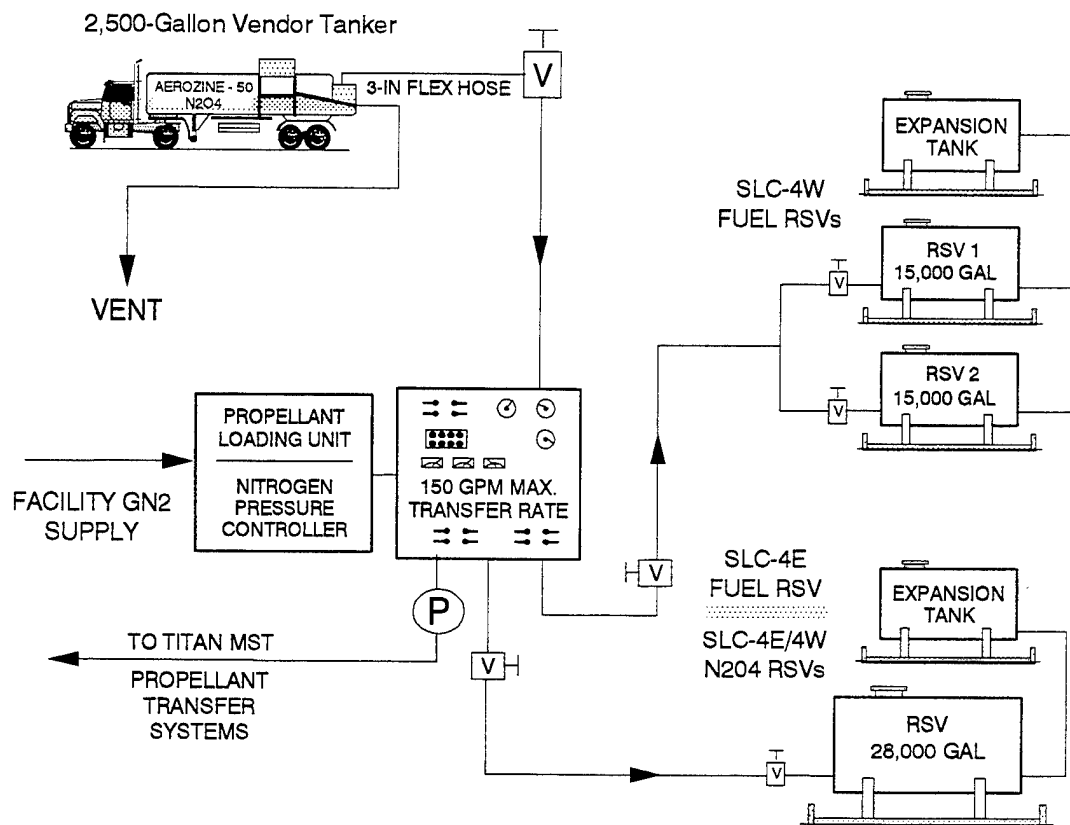 2,500-Gallon Vendor Tanker
AEROZINE - 50
N2O4
3-IN FLEX HOSE
V
VENT
EXPANSION
TANK
SLC-4W
FUEL RSVs
RSV 1
15,000 GAL
V
RSV 2
15,000 GAL
V
PROPELLANT
LOADING UNIT
NITROGEN
PRESSURE
CONTROLLER
FACILITY GN2
SUPPLY
150 GPM MAX.
TRANSFER RATE
V
P
V
TO TITAN MST
PROPELLANT
TRANSFER
SYSTEMS
SLC-4E
FUEL RSV
SLC-4E/4W
N204 RSVs
EXPANSION
TANK
RSV
28,000 GAL
V